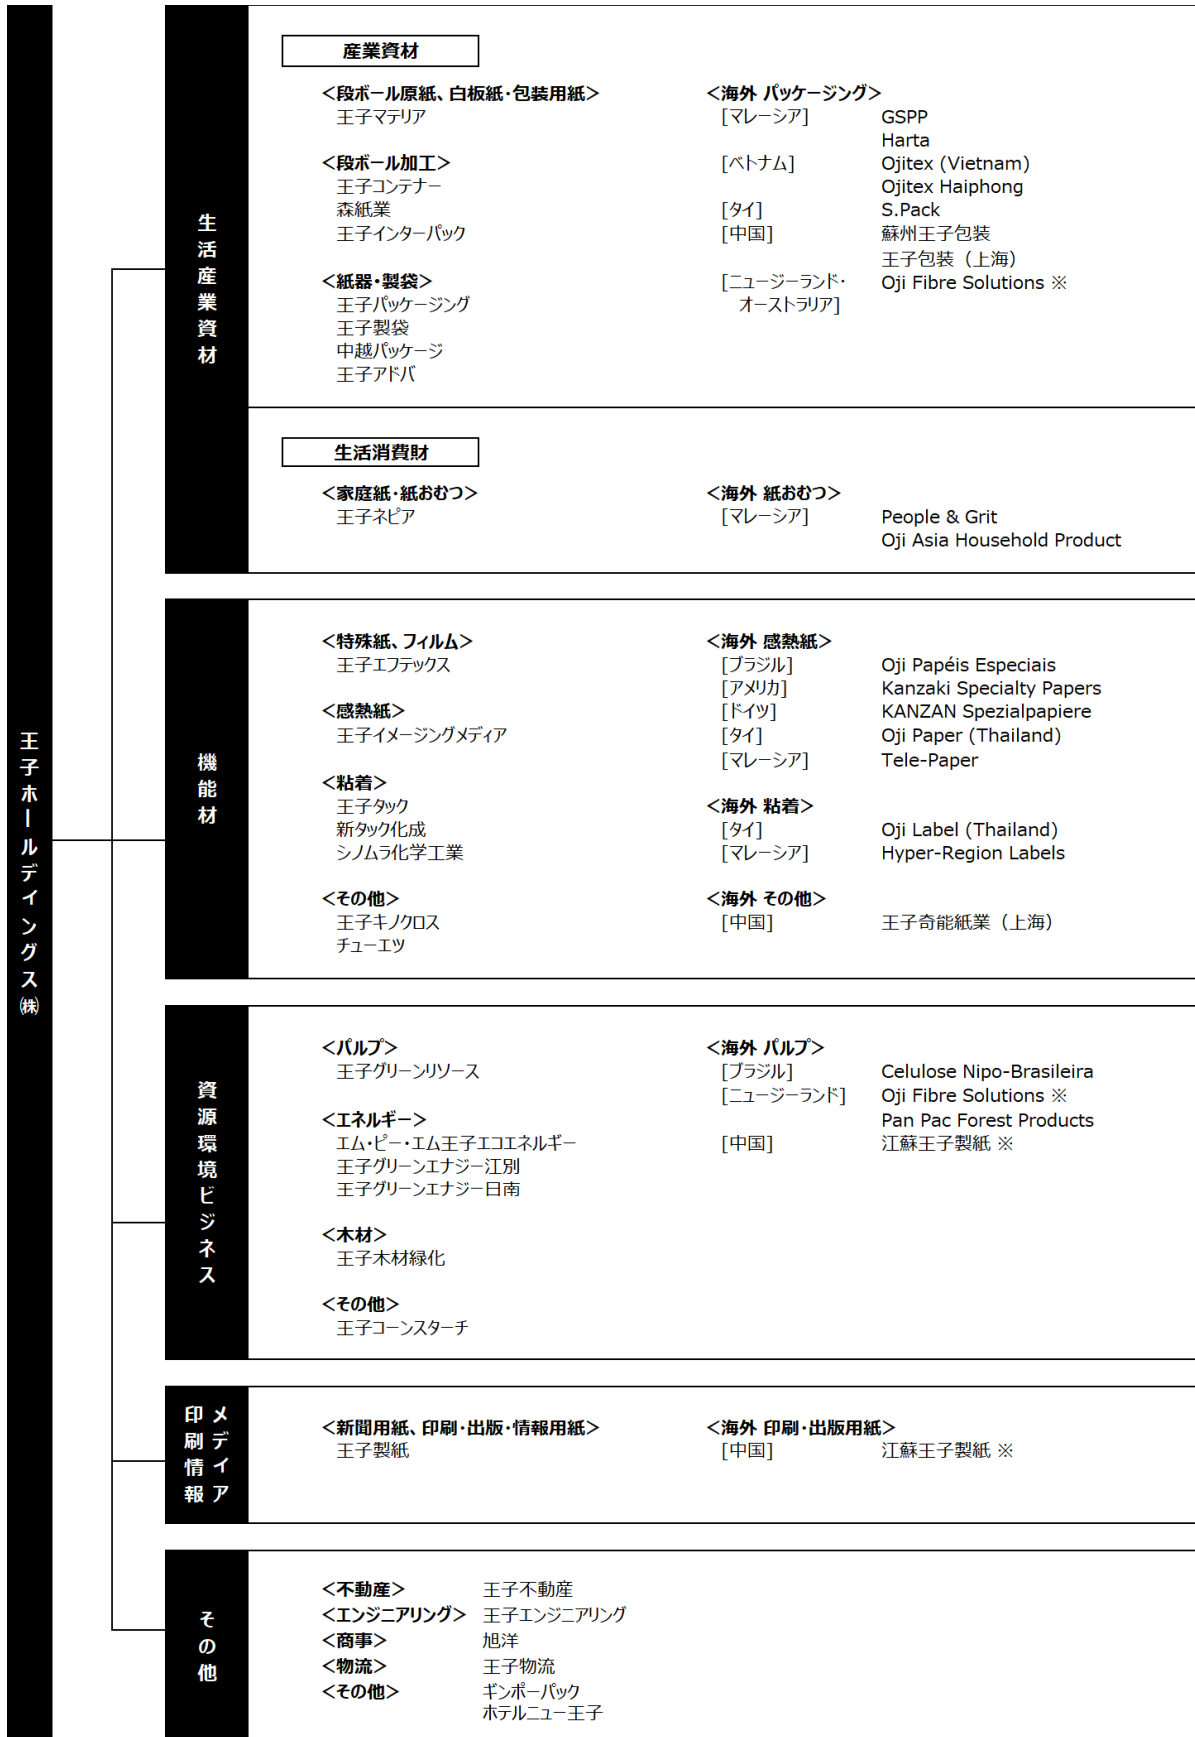 王子ホールディングス㈱
生活産業資材
産業資材
＜段ボール原紙、白板紙・包装用紙＞
王子マテリア
＜段ボール加工＞
王子コンテナー
森紙業
王子インターパック
＜紙器・製袋＞
王子パッケージング
王子製袋
中越パッケージ
王子アドバ
＜海外 パッケージング＞
[マレーシア] GSPP
Harta
[ベトナム] Ojitex (Vietnam)
Ojitex Haiphong
[タイ] S.Pack
[中国] 蘇州王子包装
王子包装（上海）
[ニュージーランド・ Oji Fibre Solutions ※
オーストラリア]
生活消費財
＜家庭紙・紙おむつ＞
王子ネピア
＜海外 紙おむつ＞
[マレーシア] People & Grit
Oji Asia Household Product
機能材
＜特殊紙、フィルム＞
王子エフテックス
＜感熱紙＞
王子イメージングメディア
＜粘着＞
王子タック
新タック化成
シノムラ化学工業
＜その他＞
王子キノクロス
チューエツ
＜海外 感熱紙＞
[ブラジル] Oji Papéis Especiais
[アメリカ] Kanzaki Specialty Papers
[ドイツ] KANZAN Spezialpapiere
[タイ] Oji Paper (Thailand)
[マレーシア] Tele-Paper
＜海外 粘着＞
[タイ] Oji Label (Thailand)
[マレーシア] Hyper-Region Labels
＜海外 その他＞
[中国] 王子奇能紙業（上海）
資源環境ビジネス
＜パルプ＞
王子グリーンリソース
＜エネルギー＞
エム・ピー・エム王子エコエネルギー
王子グリーンエナジー江別
王子グリーンエナジー日南
＜木材＞
王子木材緑化
＜その他＞
王子コーンスターチ
＜海外 パルプ＞
[ブラジル] Celulose Nipo-Brasileira
[ニュージーランド] Oji Fibre Solutions ※
Pan Pac Forest Products
[中国] 江蘇王子製紙 ※
印刷情報
メディア
＜新聞用紙、印刷・出版・情報用紙＞
王子製紙
＜海外 印刷・出版用紙＞
[中国] 江蘇王子製紙 ※
その他
＜不動産＞ 王子不動産
＜エンジニアリング＞ 王子エンジニアリング
＜商事＞ 旭洋
＜物流＞ 王子物流
＜その他＞ ギンポーパック
ホテルニュー王子